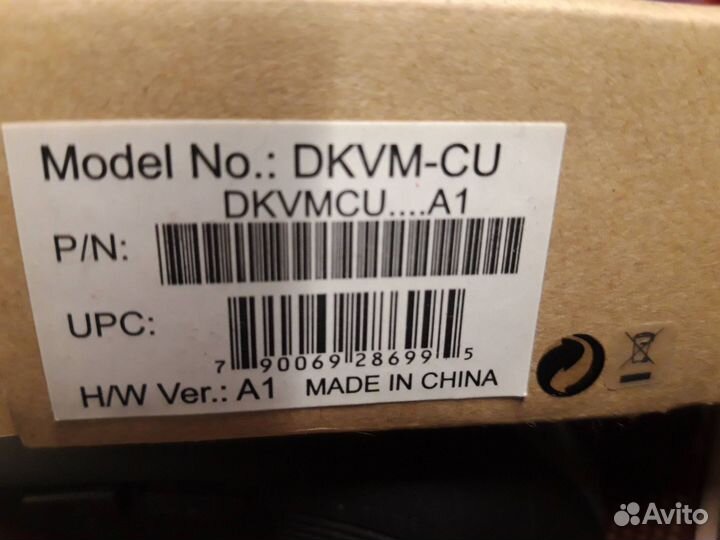 Model No.: DKVM-CU
DKVMCU....A1
P/N:
UPC:
7 90069 28699 5
H/W Ver.: A1 MADE IN CHINA
Avito